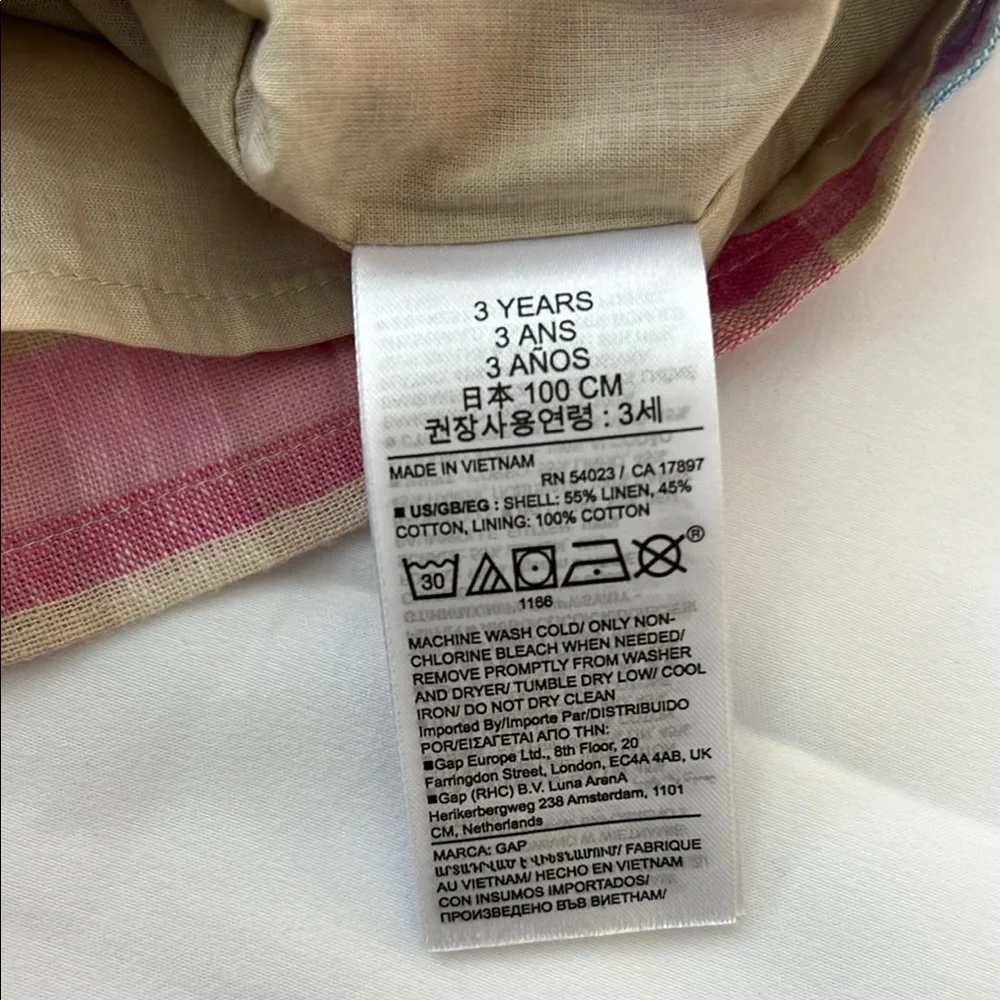 3 YEARS
3 ANS
3 AÑOS
日本 100 CM
권장사용연령 : 3세
MADE IN VIETNAM
RN 54023 / CA 17897
■ US/GB/EG : SHELL: 55% LINEN, 45%
COTTON, LINING: 100% COTTON
30
®
1166
MACHINE WASH COLD/ ONLY NON-
CHLORINE BLEACH WHEN NEEDED/
REMOVE PROMPTLY FROM WASHER
AND DRYER/ TUMBLE DRY LOW/ COOL
IRON/ DO NOT DRY CLEAN
Imported By/Importe Par/DISTRIBUIDO
POR/ΕΙΣΑΓΕΤΑΙ ΑΠΟ ΤΗΝ:
■Gap Europe Ltd., 8th Floor, 20
Farringdon Street, London, EC4A 4AB, UK
■Gap (RHC) B.V. Luna ArenA
Herikerbergweg 238 Amsterdam, 1101
CM, Netherlands
MARCA: GAP
ԱՐՏԱԴՐՎԱԾ Է ՎԻԵՏՆԱՄՈՒՄ/ FABRIQUE
AU VIETNAM/ HECHO EN VIETNAM
CON INSUMOS IMPORTADOS/
ПРОИЗВЕДЕНО ВЪВ ВИЕТНАМ/